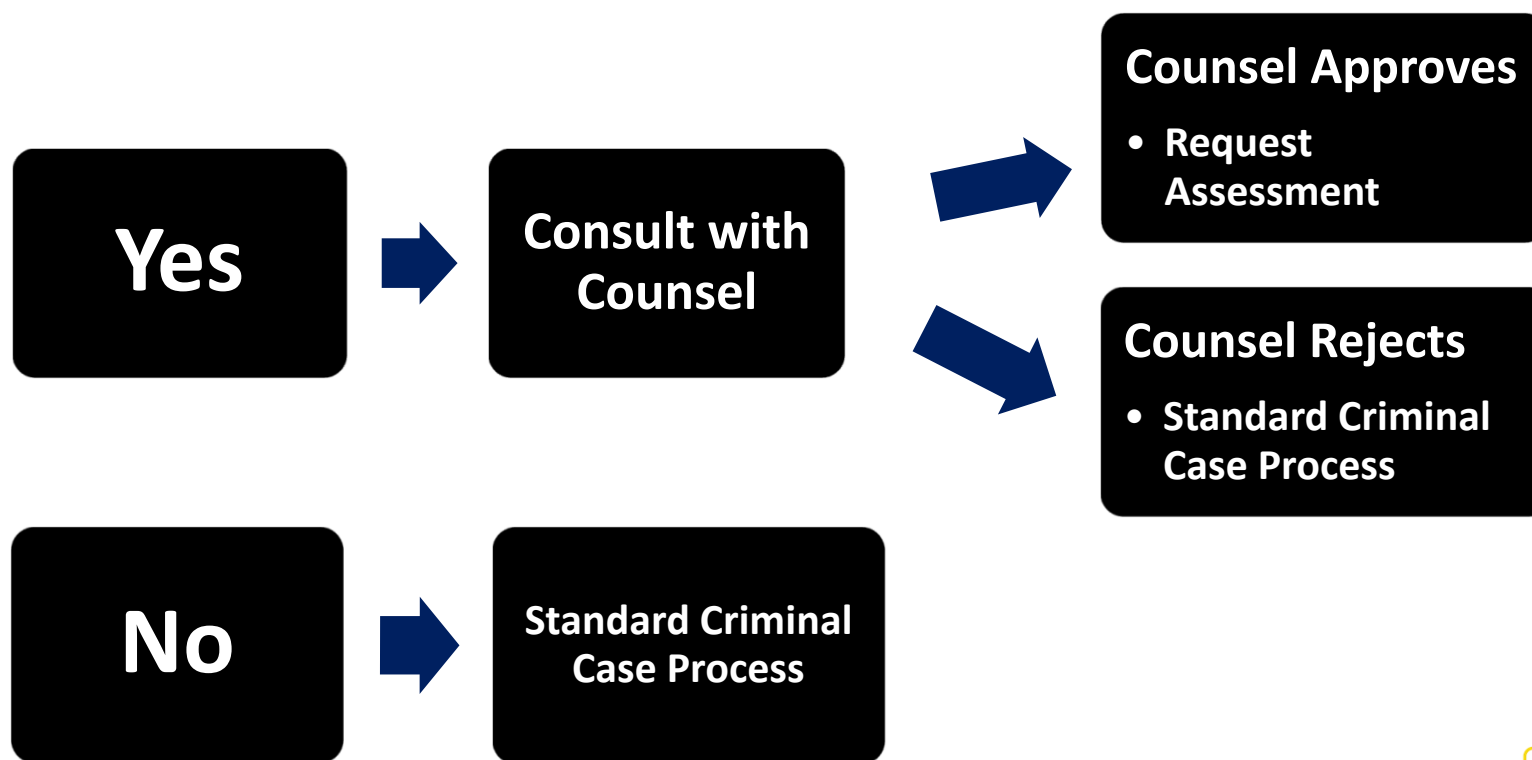 Yes
Consult with
Counsel
Counsel Approves
• Request
Assessment
Counsel Rejects
• Standard Criminal
Case Process
No
Standard Criminal
Case Process